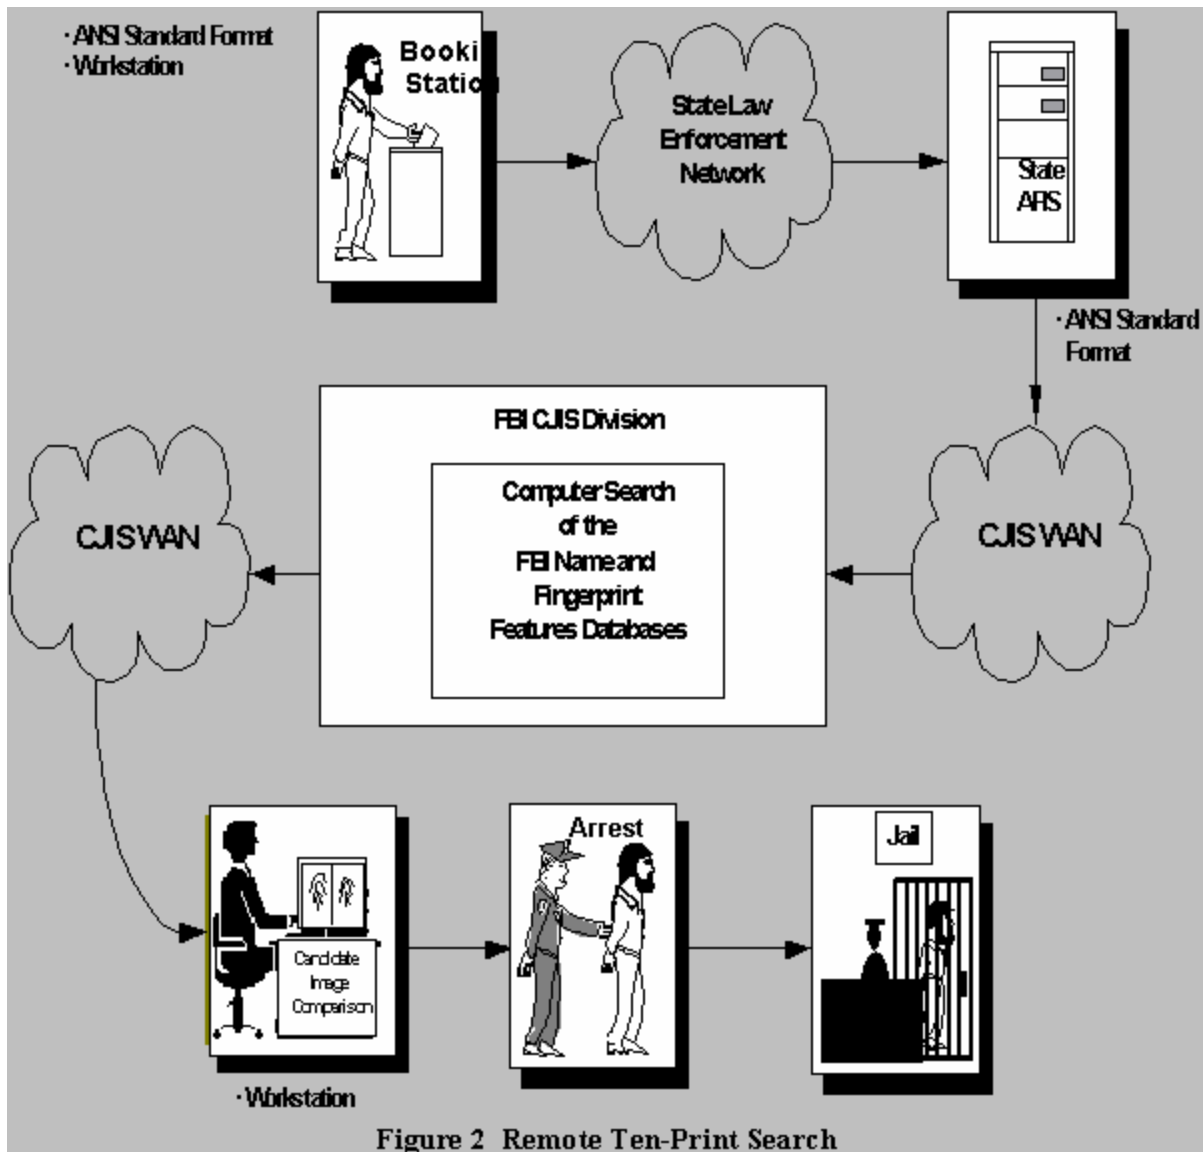 · ANSI Standard Format
· Workstation
Booki
Station
State Law
Enforcement
Network
State
AFIS
· ANSI Standard
Format
CJIS WAN
FBI CJIS Division
Computer Search
of the
FBI Name and
Fingerprint
Features Databases
CJIS WAN
Candidate
Image
Comparison
· Workstation
Arrest
Jail
Figure 2 Remote Ten-Print Search